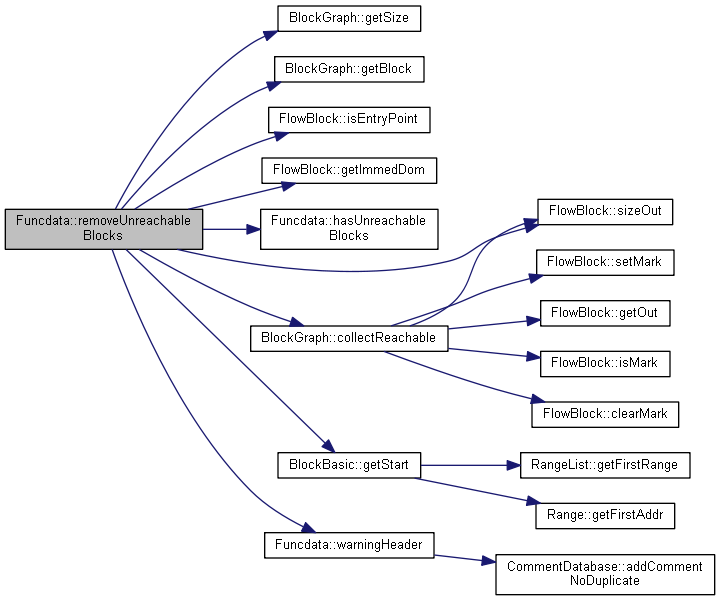 BlockGraph::getSize
BlockGraph::getBlock
FlowBlock::isEntryPoint
FlowBlock::getImmedDom
Funcdata::removeUnreachable
Blocks
Funcdata::hasUnreachable
Blocks
FlowBlock::sizeOut
FlowBlock::setMark
FlowBlock::getOut
BlockGraph::collectReachable
FlowBlock::isMark
FlowBlock::clearMark
BlockBasic::getStart
RangeList::getFirstRange
Range::getFirstAddr
Funcdata::warningHeader
CommentDatabase::addComment
NoDuplicate